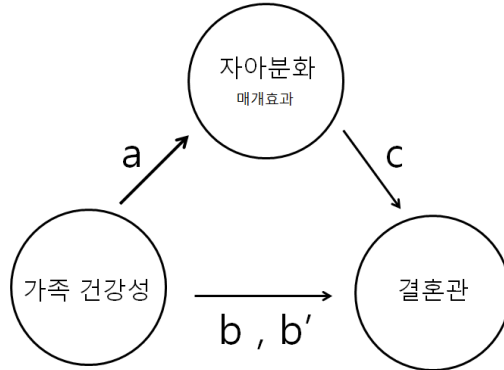 자아분화
매개효과
a
c
가족 건강성
결혼관
b , b′